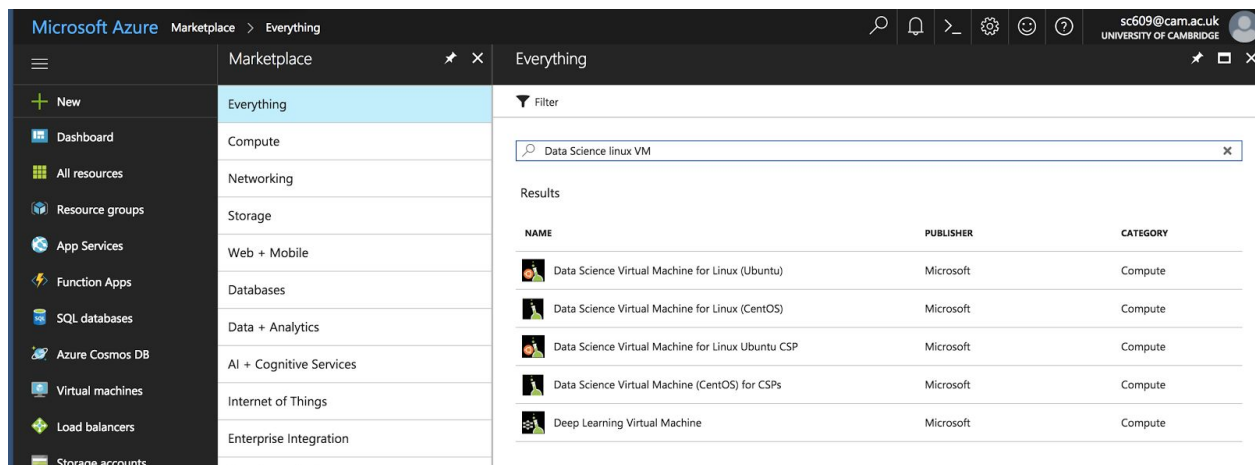 Microsoft Azure Marketplace > Everything
sc609@cam.ac.uk
UNIVERSITY OF CAMBRIDGE
New
Dashboard
All resources
Resource groups
App Services
Function Apps
SQL databases
Azure Cosmos DB
Virtual machines
Load balancers
Storage accounts
Marketplace
Everything
Compute
Networking
Storage
Web + Mobile
Databases
Data + Analytics
AI + Cognitive Services
Internet of Things
Enterprise Integration
Everything
Filter
Data Science linux VM
Results
NAME PUBLISHER CATEGORY
Data Science Virtual Machine for Linux (Ubuntu) Microsoft Compute
Data Science Virtual Machine for Linux (CentOS) Microsoft Compute
Data Science Virtual Machine for Linux Ubuntu CSP Microsoft Compute
Data Science Virtual Machine (CentOS) for CSPs Microsoft Compute
Deep Learning Virtual Machine Microsoft Compute